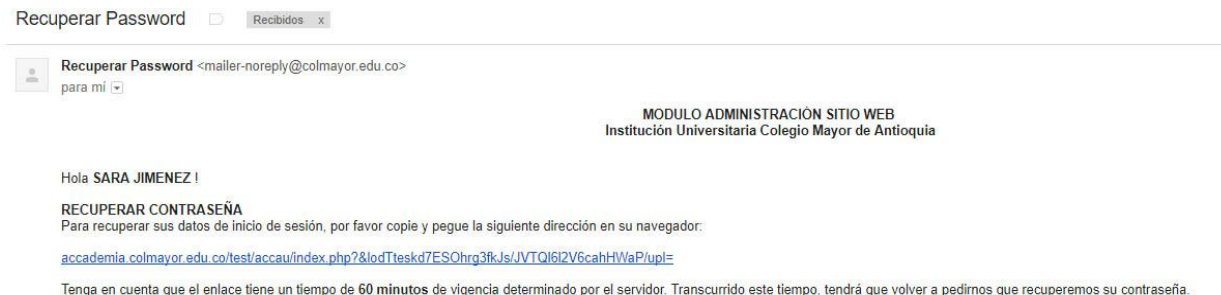 Recuperar Password Recibidos x
Recuperar Password <mailer-noreply@colmayor.edu.co>
para mí
MODULO ADMINISTRACIÓN SITIO WEB
Institución Universitaria Colegio Mayor de Antioquia
Hola SARA JIMENEZ !
RECUPERAR CONTRASEÑA
Para recuperar sus datos de inicio de sesión, por favor copie y pegue la siguiente dirección en su navegador:
accademia.colmayor.edu.co/test/accau/index.php?&lodTteskd7ESOhrg3fkJs/JVTQl6l2V6cahHWaP/upl=
Tenga en cuenta que el enlace tiene un tiempo de 60 minutos de vigencia determinado por el servidor. Transcurrido este tiempo, tendrá que volver a pedirnos que recuperemos su contraseña.